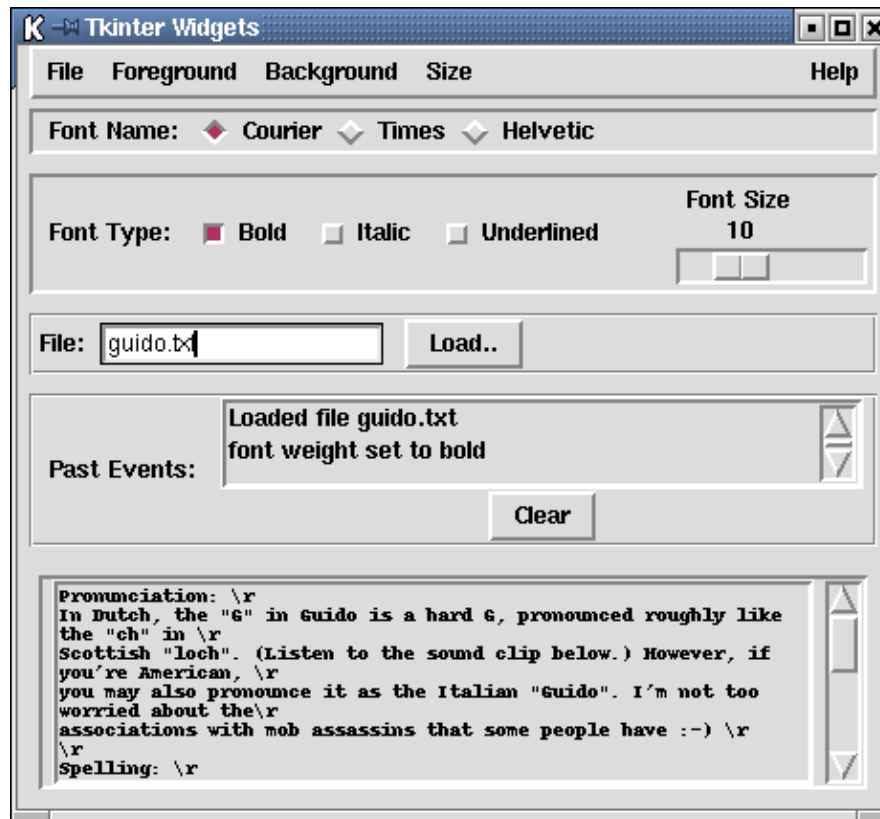 Tkinter Widgets
File Foreground Background Size Help
Font Name: Courier Times Helvetic
Font Size
Font Type: Bold Italic Underlined 10
File: guido.txt Load..
Loaded file guido.txt
font weight set to bold
Past Events:
Clear
Pronunciation: \r
In Dutch, the "G" in Guido is a hard G, pronounced roughly like
the "ch" in \r
Scottish "loch". (Listen to the sound clip below.) However, if
you're American, \r
you may also pronounce it as the Italian "Guido". I'm not too
worried about the\r
associations with mob assassins that some people have :-) \r
\r
Spelling: \r